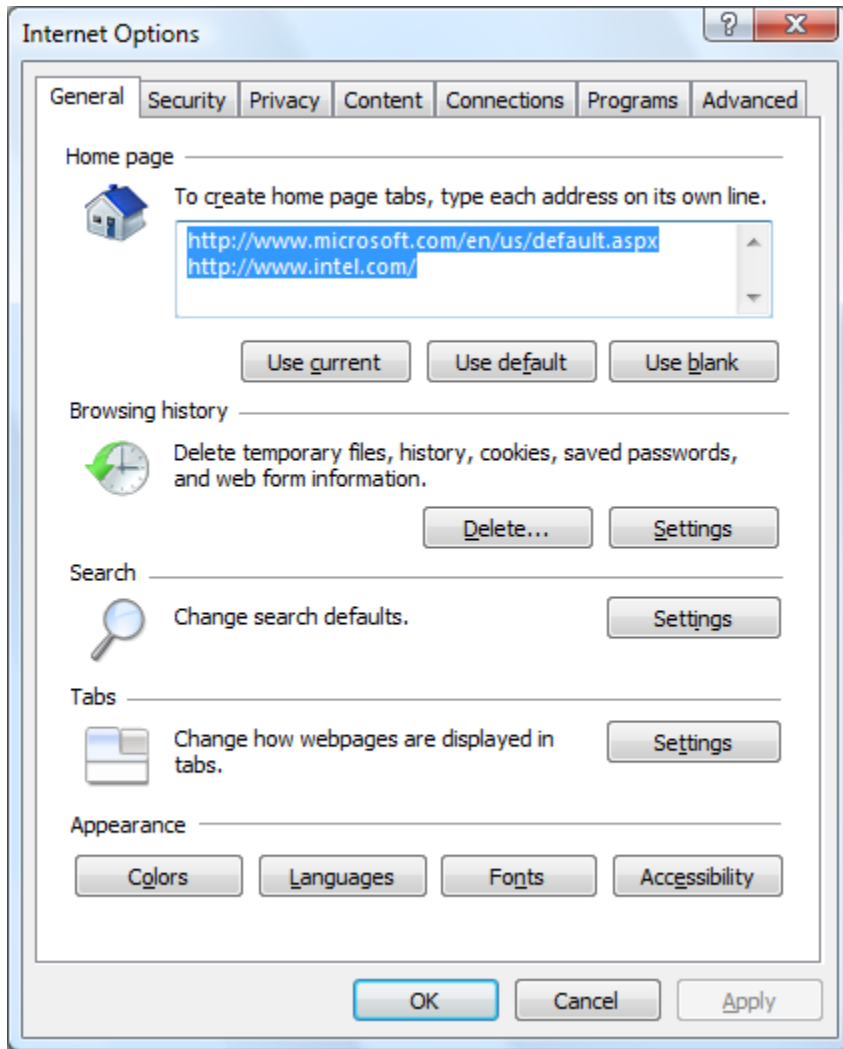 Internet Options
General Security Privacy Content Connections Programs Advanced
Home page
To create home page tabs, type each address on its own line.
http://www.microsoft.com/en/us/default.aspx
http://www.intel.com/
Use current Use default Use blank
Browsing history
Delete temporary files, history, cookies, saved passwords,
and web form information.
Delete... Settings
Search
Change search defaults. Settings
Tabs
Change how webpages are displayed in
tabs.
Settings
Appearance
Colors Languages Fonts Accessibility
OK Cancel Apply